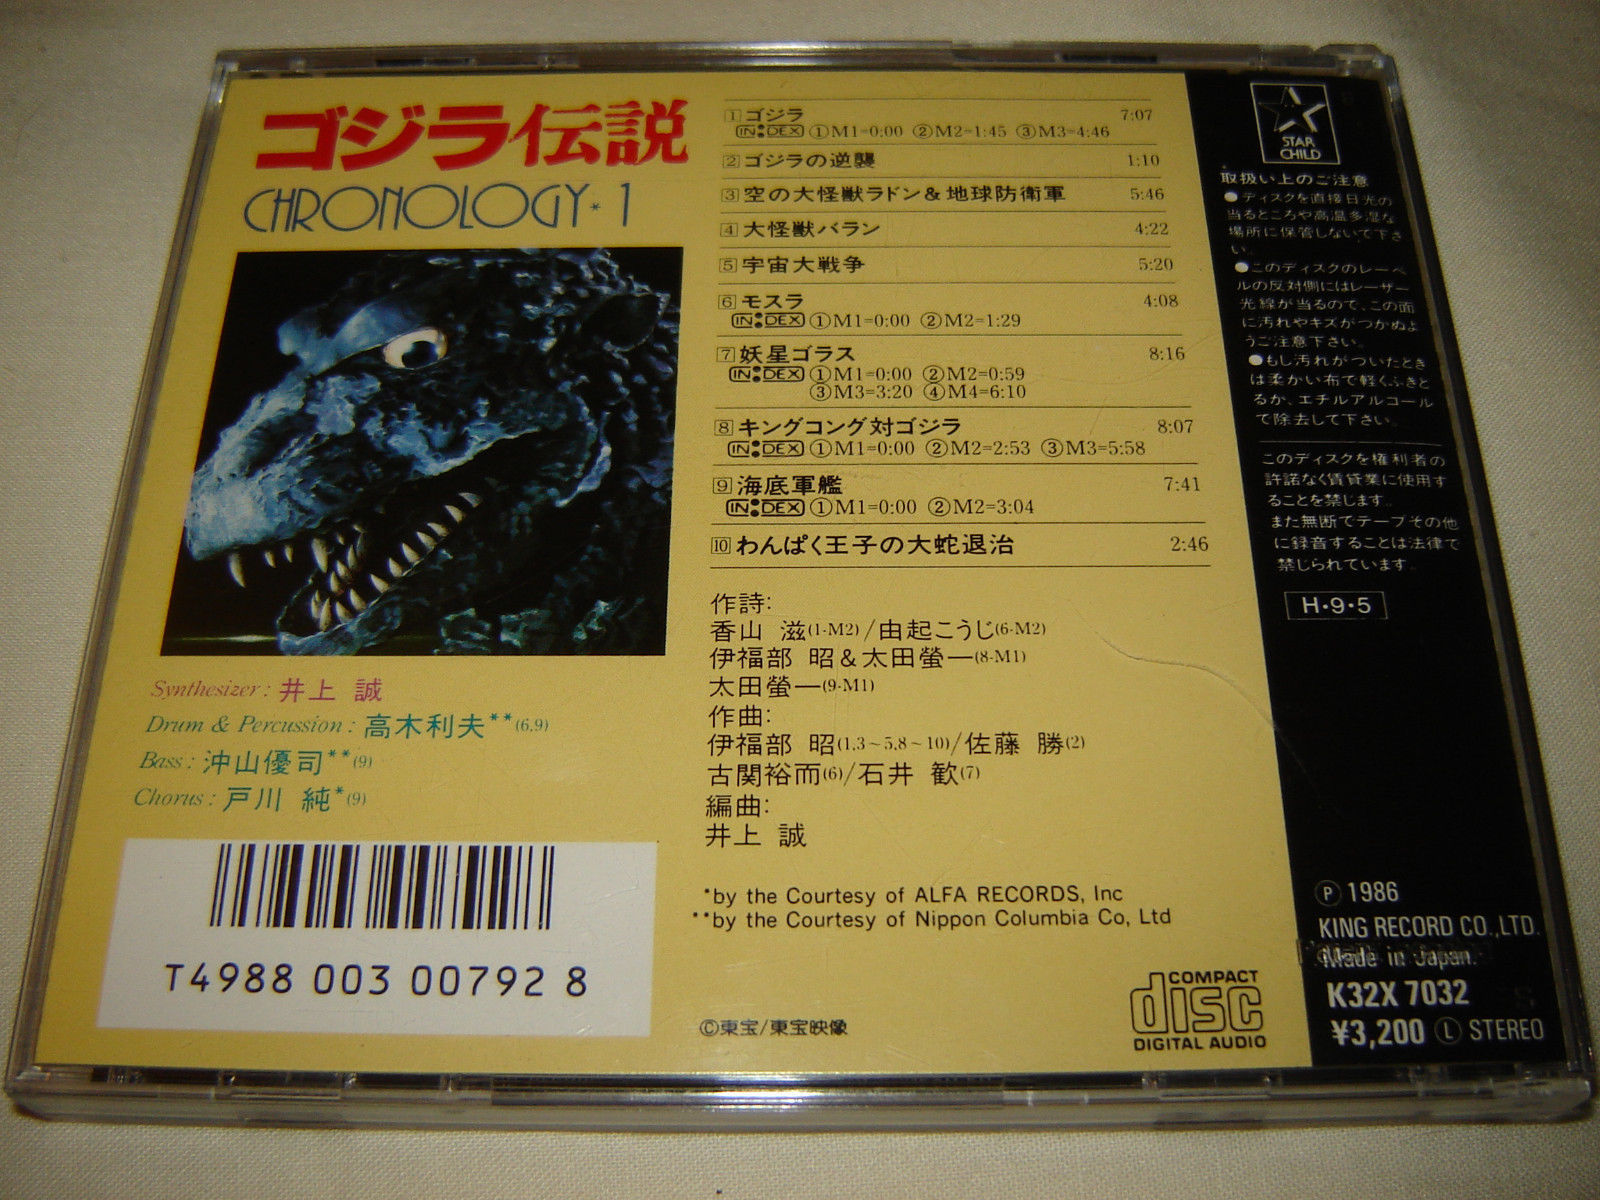 ゴジラ伝説
CHRONOLOGY*1
Synthesizer: 井上 誠
Drum & Percussion: 高木利夫**(6,9)
Bass: 沖山優司**(9)
Chorus: 戸川 純*(9)
T4988 003 00792 8
1 ゴジラ 7:07
INDEX ①M1=0:00 ②M2=1:45 ③M3=4:46
2 ゴジラの逆襲 1:10
3 空の大怪獣ラドン&地球防衛軍 5:46
4 大怪獣バラン 4:22
5 宇宙大戦争 5:20
6 モスラ 4:08
INDEX ①M1=0:00 ②M2=1:29
7 妖星ゴラス 8:16
INDEX ①M1=0:00 ②M2=0:59
③M3=3:20 ④M4=6:10
8 キングコング対ゴジラ 8:07
INDEX ①M1=0:00 ②M2=2:53 ③M3=5:58
9 海底軍艦 7:41
INDEX ①M1=0:00 ②M2=3:04
10 わんぱく王子の大蛇退治 2:46
作詩:
香山 滋(1-M2)/由起こうじ(6-M2)
伊福部 昭&太田螢一(8-M1)
太田螢一(9-M1)
作曲:
伊福部 昭(1,3~5,8~10)/佐藤 勝(2)
古関裕而(6)/石井 歓(7)
編曲:
井上 誠
*by the Courtesy of ALFA RECORDS, Inc
**by the Courtesy of Nippon Columbia Co, Ltd
©東宝/東宝映像
COMPACT
disc
DIGITAL AUDIO
STAR
CHILD
取扱い上のご注意
●ディスクを直接日光の
当るところや高温多湿な
場所に保管しないで下さ
い。
●このディスクのレーベ
ルの反対側にはレーザー
光線が当るので、この面
に汚れやキズがつかぬよ
うご注意下さい。
●もし汚れがついたとき
は柔かい布で軽くふきと
るか、エチルアルコール
で除去して下さい。
このディスクを権利者の
許諾なく賃貸業に使用す
ることを禁じます。
また無断でテープその他
に録音することは法律で
禁じられています。
H・9・5
Ⓟ1986
KING RECORD CO.,LTD.
Made in Japan.
K32X 7032
¥3,200 Ⓛ STEREO